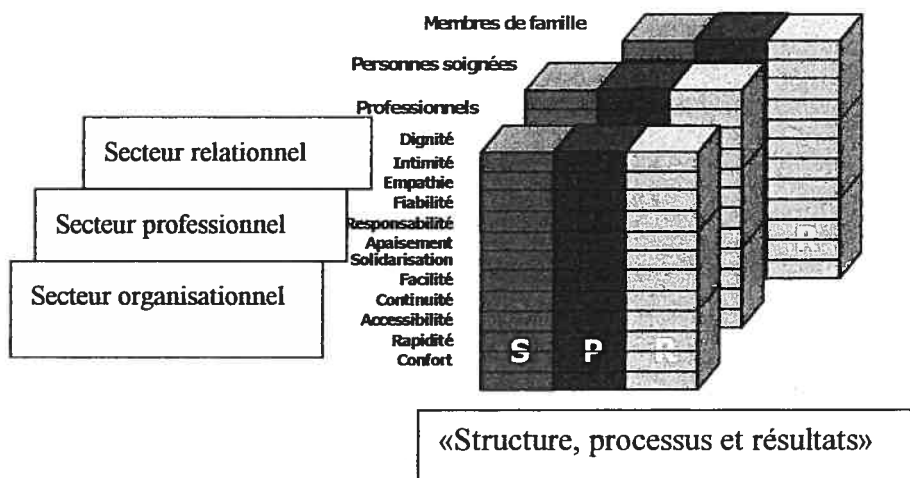 Membres de famille
Personnes soignées
Professionnels
Secteur relationnel
Secteur professionnel
Secteur organisationnel
Dignité
Intimité
Empathie
Fiabilité
Responsabilité
Apaisement
Solidarisation
Facilité
Continuité
Accessibilité
Rapidité
Confort
S P R
R
«Structure, processus et résultats»